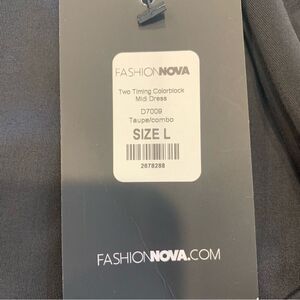 FASHIONNOVA
Two Timing Colorblock
Midi Dress
D7009
Taupe/combo
SIZE L
2678288
FASHIONNOVA.COM